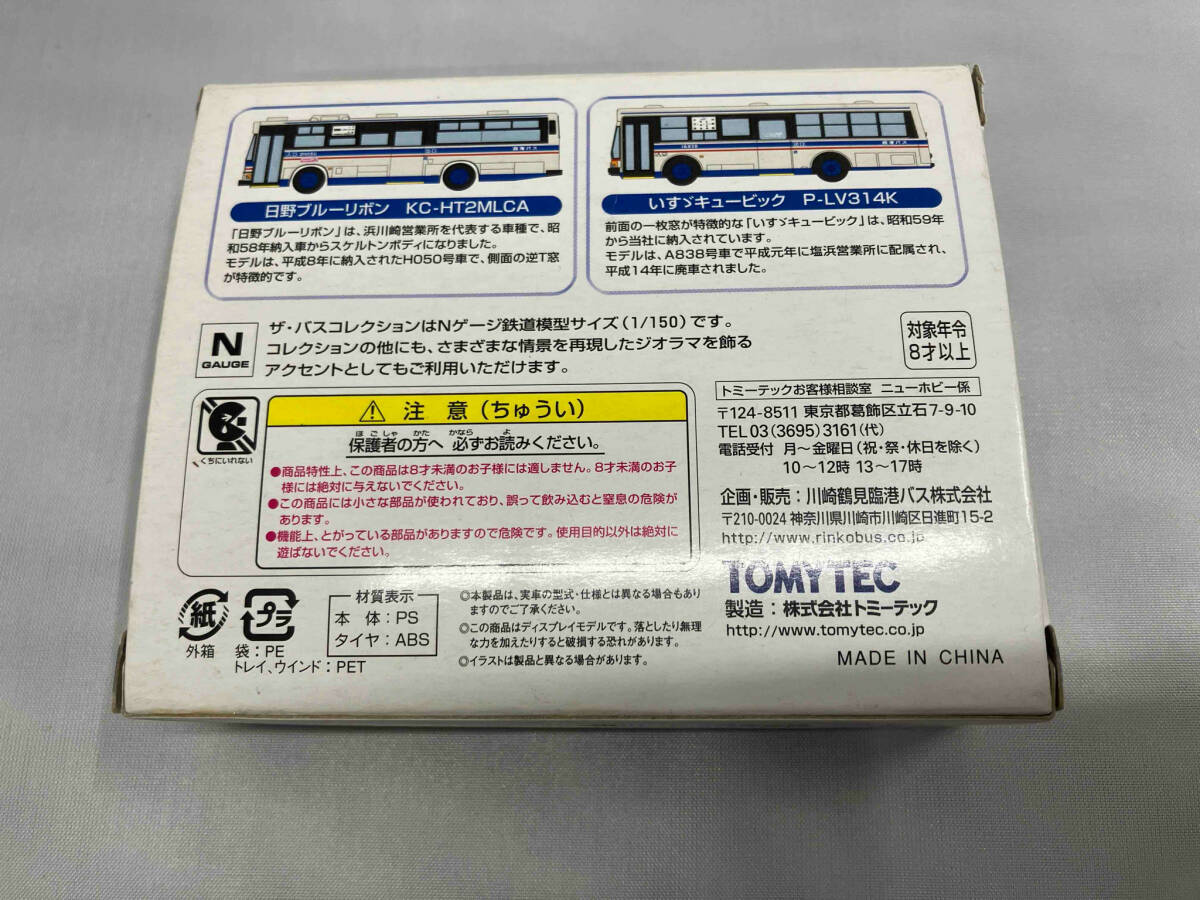 日野ブルーリボン KC-HT2MLCA
「日野ブルーリボン」は、浜川崎営業所を代表する車種で、昭
和58年納入車からスケルトンボディになりました。
モデルは、平成8年に納入されたH050号車で、側面の逆T窓
が特徴的です。
いすゞキュービック P-LV314K
前面の一枚窓が特徴的な「いすゞキュービック」は、昭和59年
から当社に納入されています。
モデルは、A838号車で平成元年に塩浜営業所に配属され、
平成14年に廃車されました。
N
GAUGE
ザ・バスコレクションはNゲージ鉄道模型サイズ(1/150)です。
コレクションの他にも、さまざまな情景を再現したジオラマを飾る
アクセントとしてもご利用いただけます。
対象年令
8才以上
くちにいれない
注意(ちゅうい)
ほごしゃ かた かなら よ
保護者の方へ 必ずお読みください。
●商品特性上、この商品は8才未満のお子様には適しません。8才未満のお子
様には絶対に与えないでください。
●この商品には小さな部品が使われており、誤って飲み込むと窒息の危険が
あります。
●機能上、とがっている部品がありますので危険です。使用目的以外は絶対に
遊ばないでください。
トミーテックお客様相談室 ニューホビー係
〒124-8511 東京都葛飾区立石7-9-10
TEL 03(3695)3161(代)
電話受付 月〜金曜日(祝・祭・休日を除く)
10〜12時 13〜17時
企画・販売:川崎鶴見臨港バス株式会社
〒210-0024 神奈川県川崎市川崎区日進町15-2
http://www.rinkobus.co.jp
TOMYTEC
製造:株式会社トミーテック
http://www.tomytec.co.jp
MADE IN CHINA
紙
外箱
プラ
袋:PE
トレイ、ウインド:PET
材質表示
本体:PS
タイヤ:ABS
◎本製品は、実車の型式・仕様とは異なる場合もあり
ますのでご了承ください。
◎この商品はディスプレイモデルです。落としたり無理
な力を加えたりすると破損する恐れがあります。
◎イラストは製品と異なる場合があります。